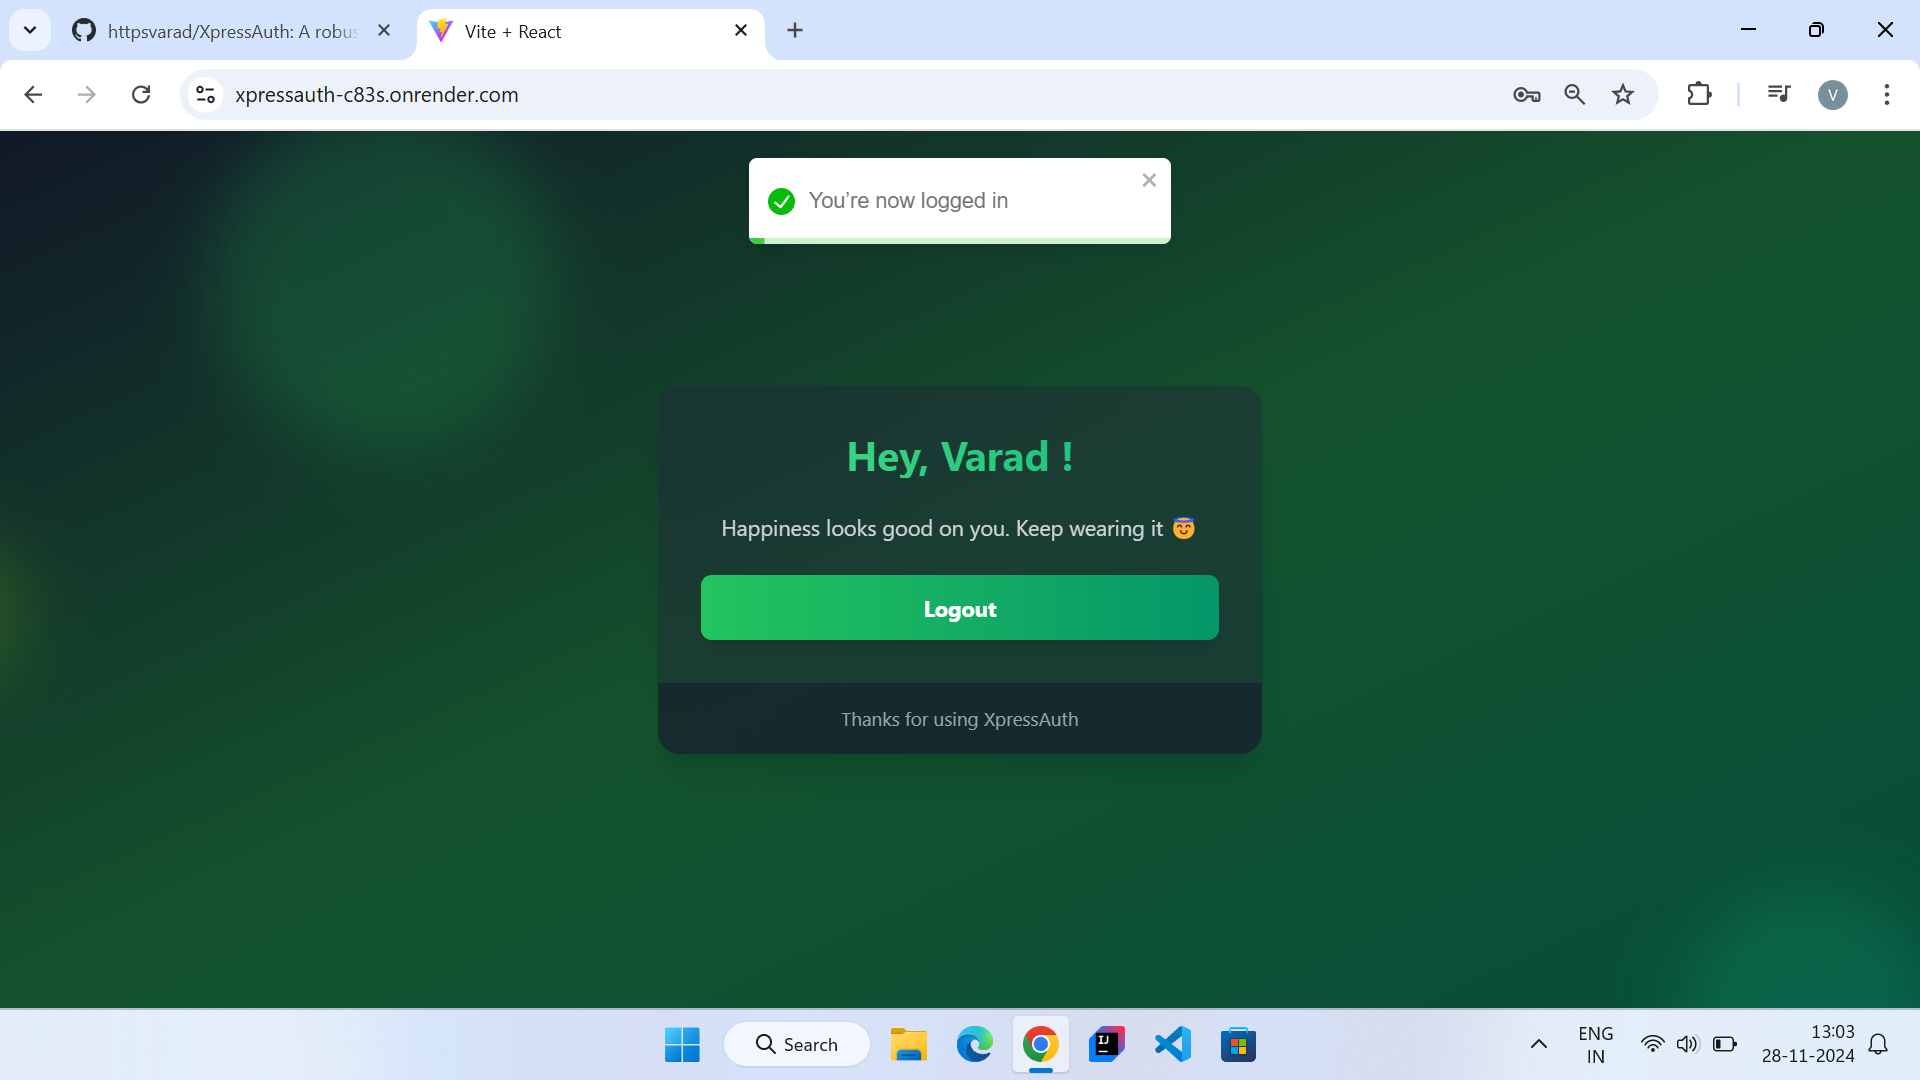 httpsvarad/XpressAuth: A robus
Vite + React
xpressauth-c83s.onrender.com
V
You’re now logged in
Hey, Varad !
Happiness looks good on you. Keep wearing it 😇
Logout
Thanks for using XpressAuth
Search
IJ
ENG
IN
13:03
28-11-2024